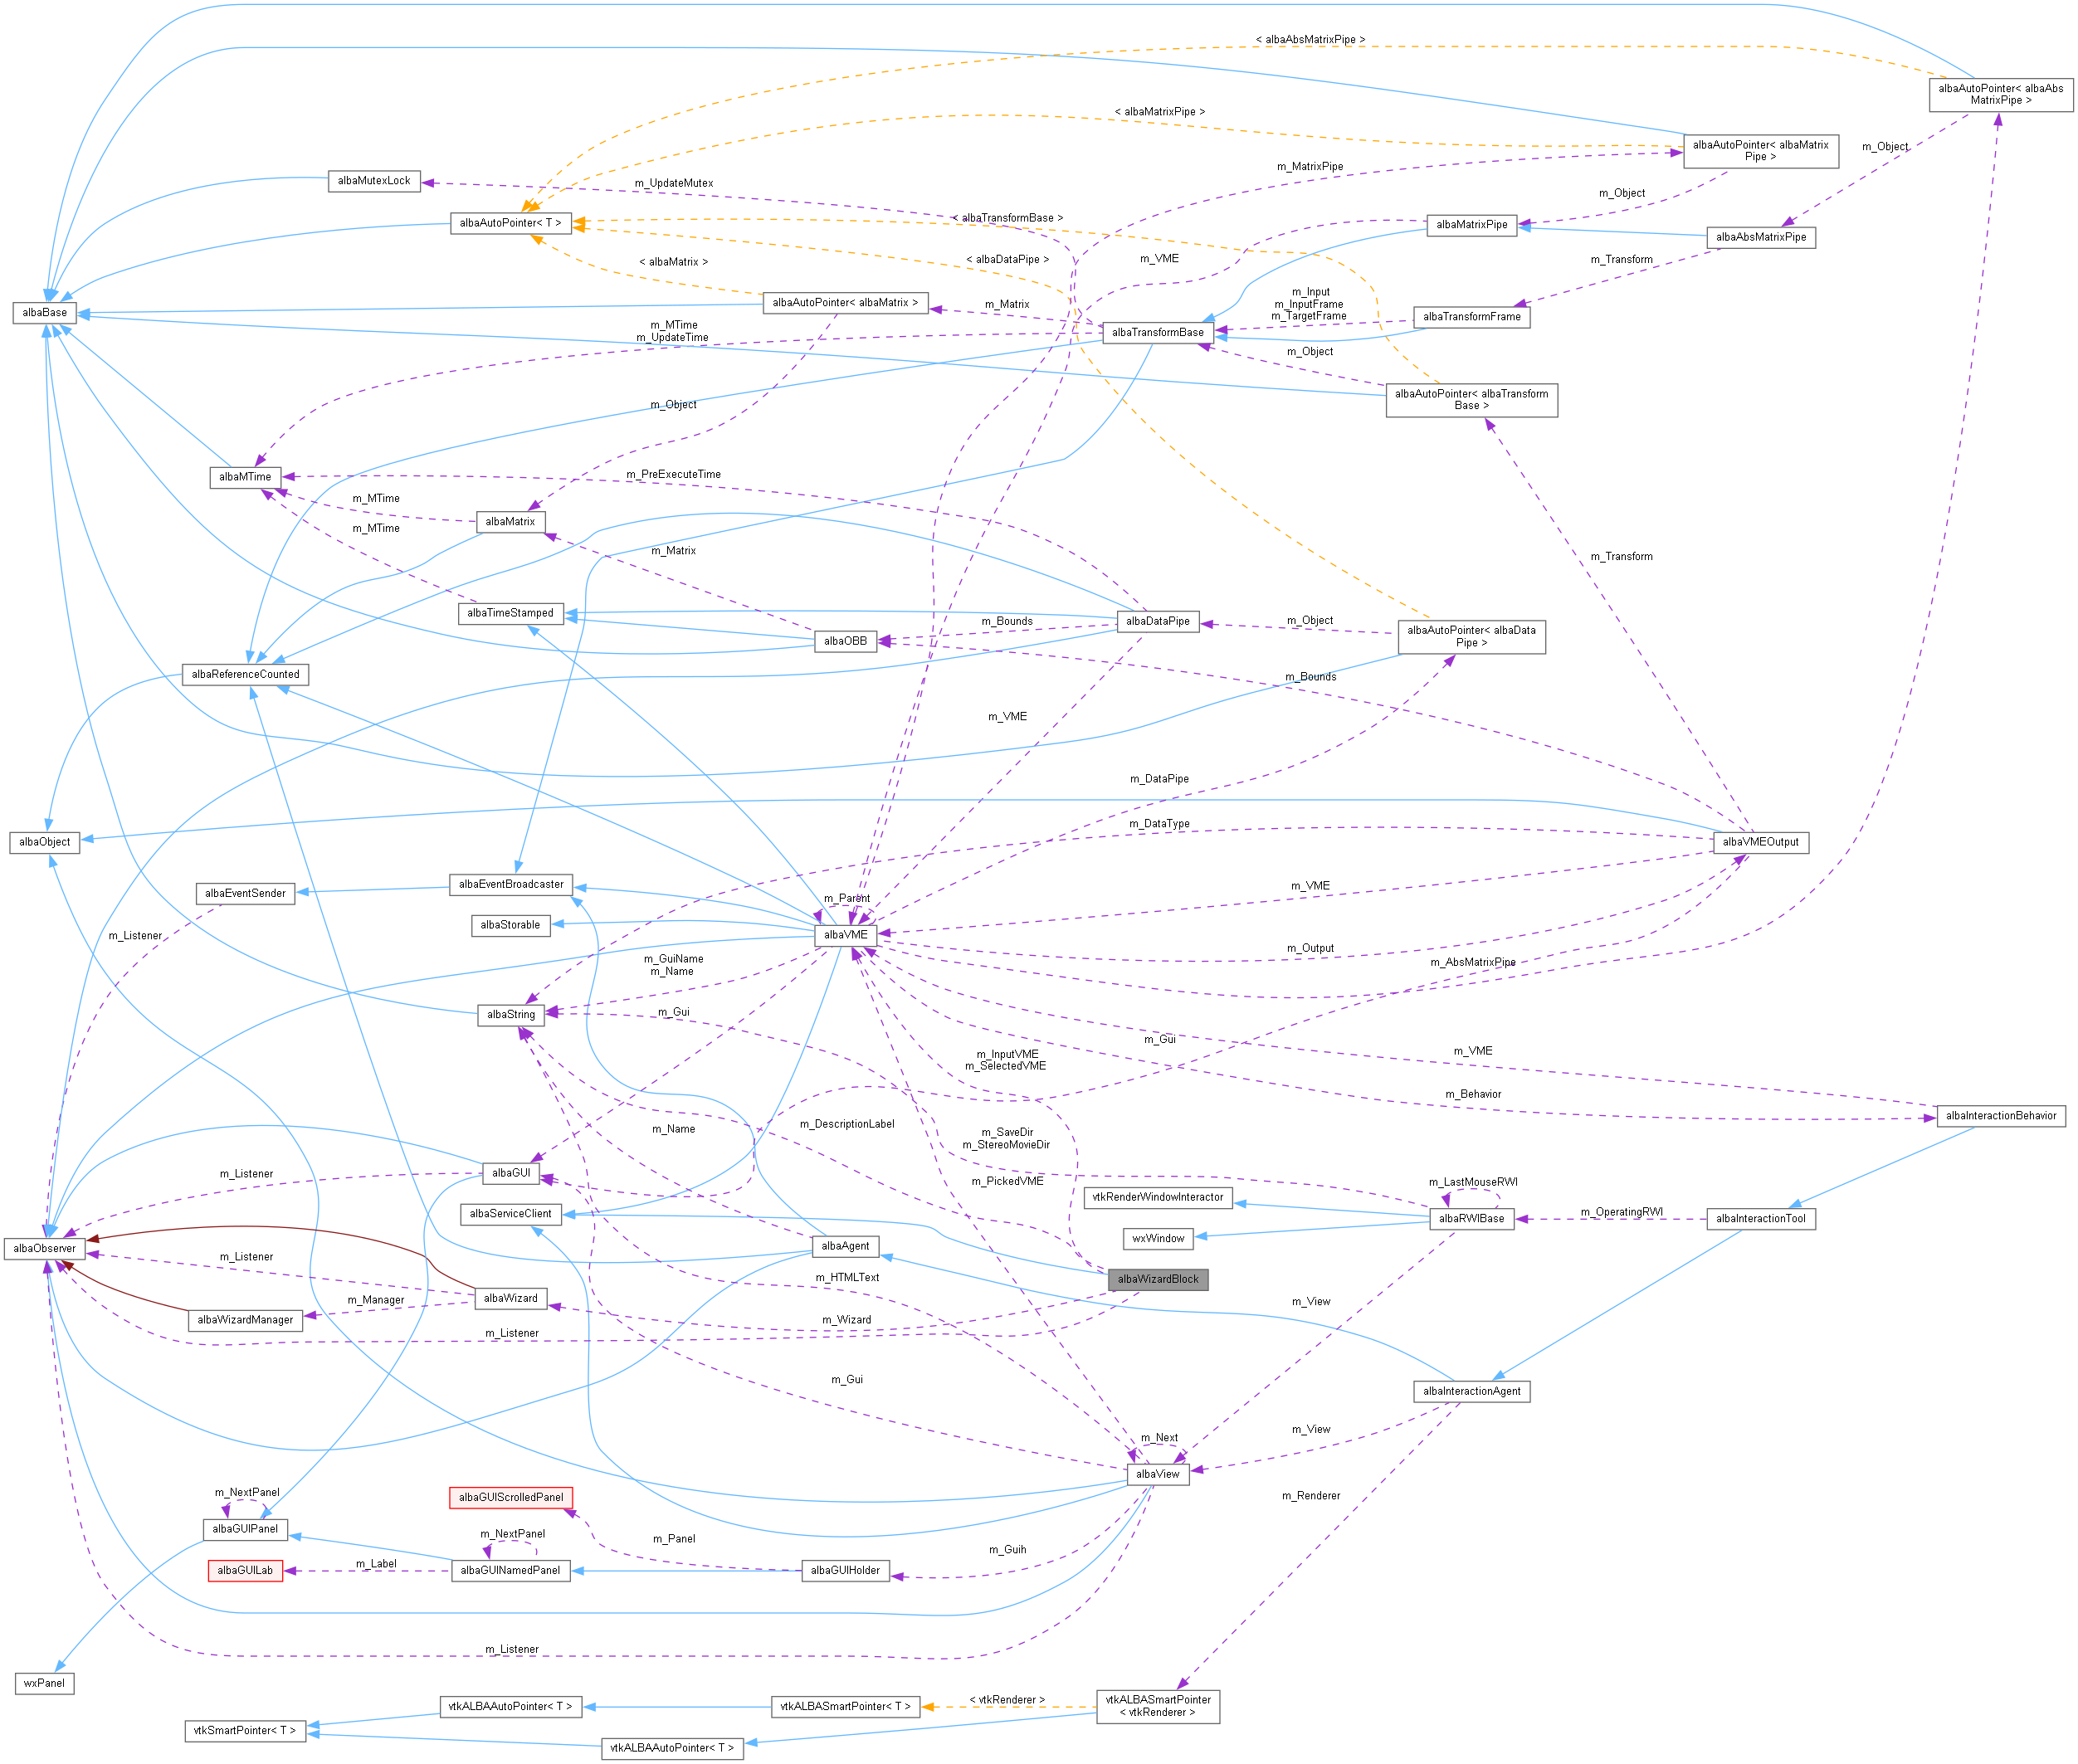 < albaAbsMatrixPipe >
albaAutoPointer< albaAbs
MatrixPipe >
< albaMatrixPipe >
albaAutoPointer< albaMatrix
Pipe >
m_Object
m_MatrixPipe
albaMutexLock
m_UpdateMutex
m_Object
albaAutoPointer< T >
< albaTransformBase >
albaMatrixPipe
albaAbsMatrixPipe
< albaMatrix >
< albaDataPipe >
m_VME
m_Transform
albaBase
albaAutoPointer< albaMatrix >
m_Matrix
m_Input
m_InputFrame
m_TargetFrame
albaTransformFrame
m_MTime
m_UpdateTime
albaTransformBase
m_Object
albaAutoPointer< albaTransform
Base >
m_Object
albaMTime
m_PreExecuteTime
m_MTime
albaMatrix
m_MTime
m_Matrix
m_Transform
albaTimeStamped
albaDataPipe
m_Bounds
m_Object
albaAutoPointer< albaData
Pipe >
albaOBB
albaReferenceCounted
m_Bounds
m_VME
m_DataPipe
m_DataType
albaObject
albaVMEOutput
albaEventSender
albaEventBroadcaster
m_VME
m_Parent
albaStorable
albaVME
m_Listener
m_Output
m_GuiName
m_Name
m_AbsMatrixPipe
albaString
m_Gui
m_Gui
m_InputVME
m_SelectedVME
m_VME
m_Behavior
albaInteractionBehavior
m_Name
m_DescriptionLabel
m_SaveDir
m_StereoMovieDir
m_Listener
albaGUI
m_PickedVME
m_LastMouseRWI
vtkRenderWindowInteractor
albaServiceClient
albaRWIBase
m_OperatingRWI
albaInteractionTool
wxWindow
albaObserver
albaAgent
m_Listener
m_HTMLText
albaWizardBlock
m_Manager
albaWizard
m_View
albaWizardManager
m_Wizard
m_Listener
m_Gui
albaInteractionAgent
m_View
m_Next
albaView
m_NextPanel
albaGUIScrolledPanel
m_Renderer
albaGUIPanel
m_NextPanel
m_Panel
m_Guih
albaGUILab
m_Label
albaGUINamedPanel
albaGUIHolder
m_Listener
wxPanel
vtkALBAAutoPointer< T >
vtkALBASmartPointer< T >
< vtkRenderer >
vtkALBASmartPointer
< vtkRenderer >
vtkSmartPointer< T >
vtkALBAAutoPointer< T >